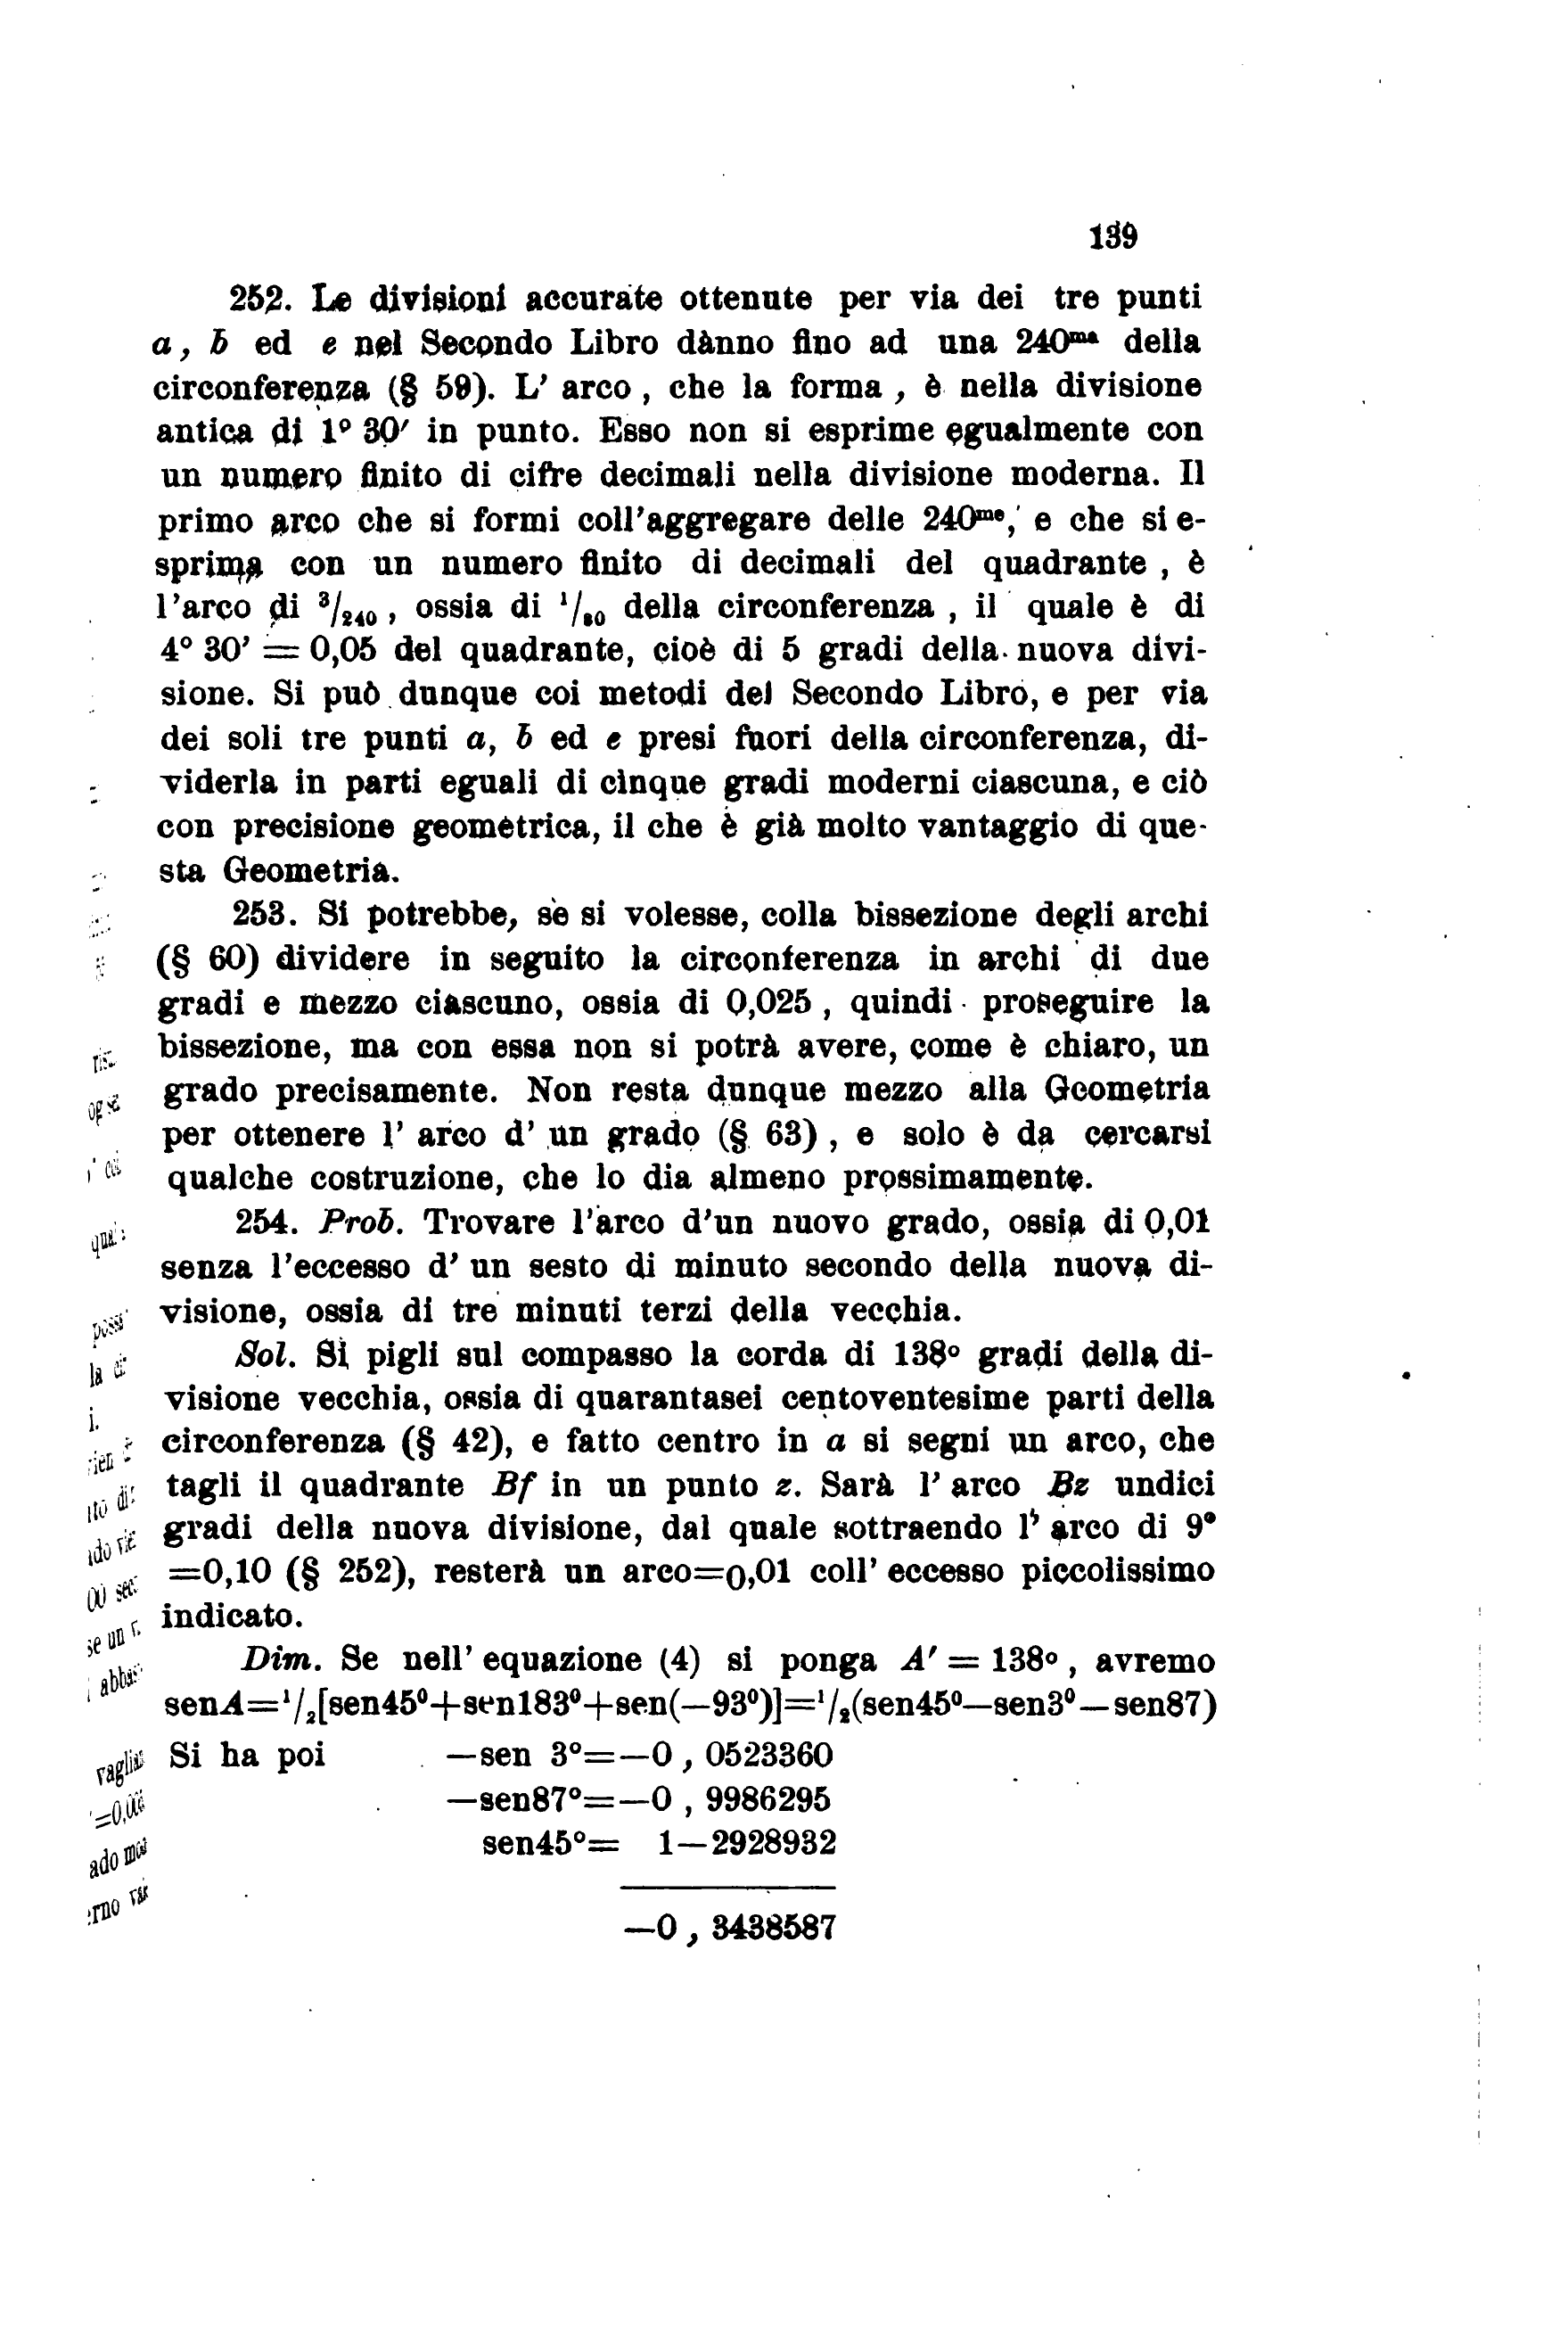 139
252. Le divisioni accurate ottenute per via dei tre punti
a, b ed e nel Secondo Libro dànno fino ad una 240ᵐᵃ della
circonferenza (§ 59). L' arco, che la forma, è nella divisione
antica di 1° 30′ in punto. Esso non si esprime egualmente con
un numero finito di cifre decimali nella divisione moderna. Il
primo arco che si formi coll'aggregare delle 240ᵐᵉ, e che si e-
sprima con un numero finito di decimali del quadrante, è
l'arco di ³/₂₄₀, ossia di ¹/₈₀ della circonferenza, il quale è di
4° 30' = 0,05 del quadrante, cioè di 5 gradi della nuova divi-
sione. Si può dunque coi metodi del Secondo Libro, e per via
dei soli tre punti a, b ed e presi fuori della circonferenza, di-
viderla in parti eguali di cinque gradi moderni ciascuna, e ciò
con precisione geometrica, il che è già molto vantaggio di que-
sta Geometria.
253. Si potrebbe, se si volesse, colla bissezione degli archi
(§ 60) dividere in seguito la circonferenza in archi di due
gradi e mezzo ciascuno, ossia di 0,025, quindi proseguire la
bissezione, ma con essa non si potrà avere, come è chiaro, un
grado precisamente. Non resta dunque mezzo alla Geometria
per ottenere l' arco d' un grado (§ 63), e solo è da cercarsi
qualche costruzione, che lo dia almeno prossimamente.
254. Prob. Trovare l'arco d'un nuovo grado, ossia di 0,01
senza l'eccesso d' un sesto di minuto secondo della nuova di-
visione, ossia di tre minuti terzi della vecchia.
Sol. Si pigli sul compasso la corda di 138° gradi della di-
visione vecchia, ossia di quarantasei centoventesime parti della
circonferenza (§ 42), e fatto centro in a si segni un arco, che
tagli il quadrante Bf in un punto z. Sarà l' arco Bz undici
gradi della nuova divisione, dal quale sottraendo l' arco di 9°
=0,10 (§ 252), resterà un arco=0,01 coll' eccesso piccolissimo
indicato.
Dim. Se nell' equazione (4) si ponga A' = 138°, avremo
senA=¹/₂[sen45°+sen183°+sen(—93°)]=¹/₂(sen45°—sen3°—sen87)
Si ha poi —sen 3°=—0, 0523360
—sen87°=—0, 9986295
sen45°= 1—2928932
—0, 3438587